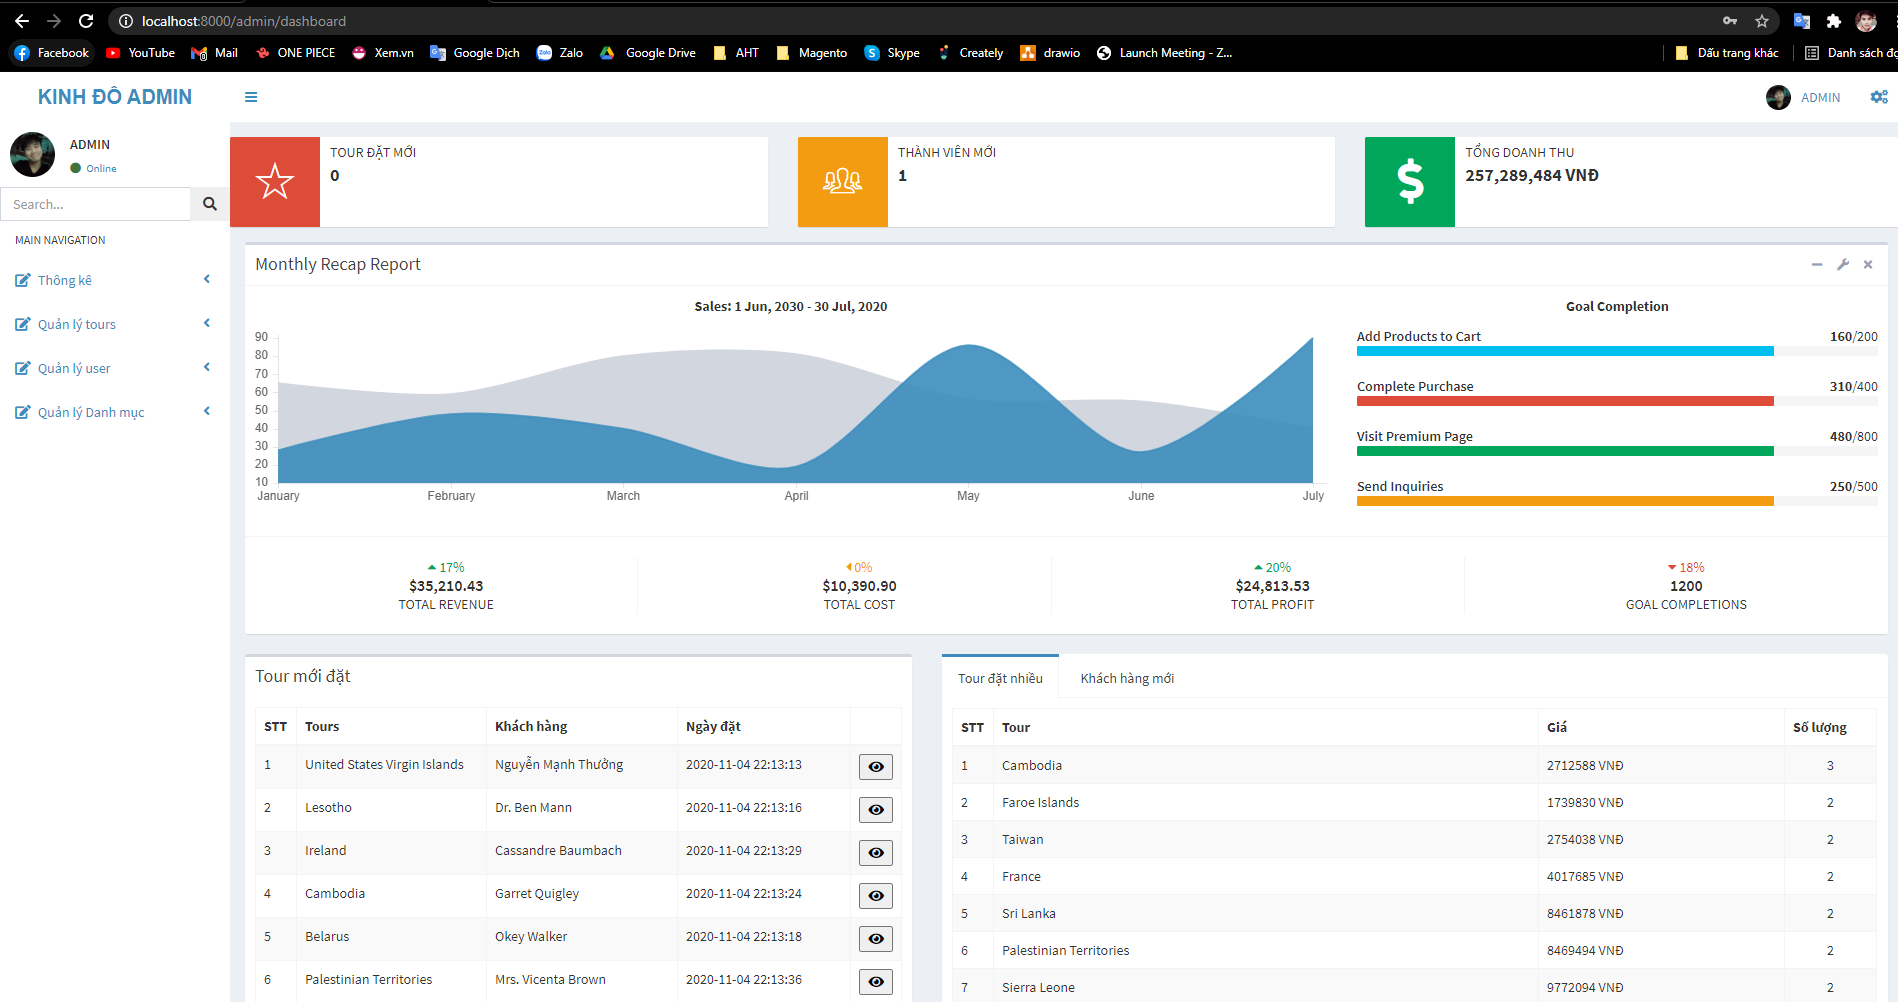 localhost:8000/admin/dashboard
Facebook YouTube Mail ONE PIECE Xem.vn Google Dịch Zalo Google Drive AHT Magento Skype Creately drawio Launch Meeting - Z... Dấu trang khác Danh sách đọ
KINH ĐÔ ADMIN
ADMIN
ADMIN
Online
Search...
MAIN NAVIGATION
Thông kê
Quản lý tours
Quản lý user
Quản lý Danh mục
TOUR ĐẶT MỚI
0
THÀNH VIÊN MỚI
1
TỔNG DOANH THU
257,289,484 VNĐ
Monthly Recap Report
Sales: 1 Jun, 2030 - 30 Jul, 2020
90
80
70
60
50
40
30
20
10
January February March April May June July
Goal Completion
Add Products to Cart 160/200
Complete Purchase 310/400
Visit Premium Page 480/800
Send Inquiries 250/500
17%
$35,210.43
TOTAL REVENUE
0%
$10,390.90
TOTAL COST
20%
$24,813.53
TOTAL PROFIT
18%
1200
GOAL COMPLETIONS
Tour mới đặt
STT Tours Khách hàng Ngày đặt
1 United States Virgin Islands Nguyễn Mạnh Thưởng 2020-11-04 22:13:13
2 Lesotho Dr. Ben Mann 2020-11-04 22:13:16
3 Ireland Cassandre Baumbach 2020-11-04 22:13:29
4 Cambodia Garret Quigley 2020-11-04 22:13:24
5 Belarus Okey Walker 2020-11-04 22:13:18
6 Palestinian Territories Mrs. Vicenta Brown 2020-11-04 22:13:36
Tour đặt nhiều Khách hàng mới
STT Tour Giá Số lượng
1 Cambodia 2712588 VNĐ 3
2 Faroe Islands 1739830 VNĐ 2
3 Taiwan 2754038 VNĐ 2
4 France 4017685 VNĐ 2
5 Sri Lanka 8461878 VNĐ 2
6 Palestinian Territories 8469494 VNĐ 2
7 Sierra Leone 9772094 VNĐ 2